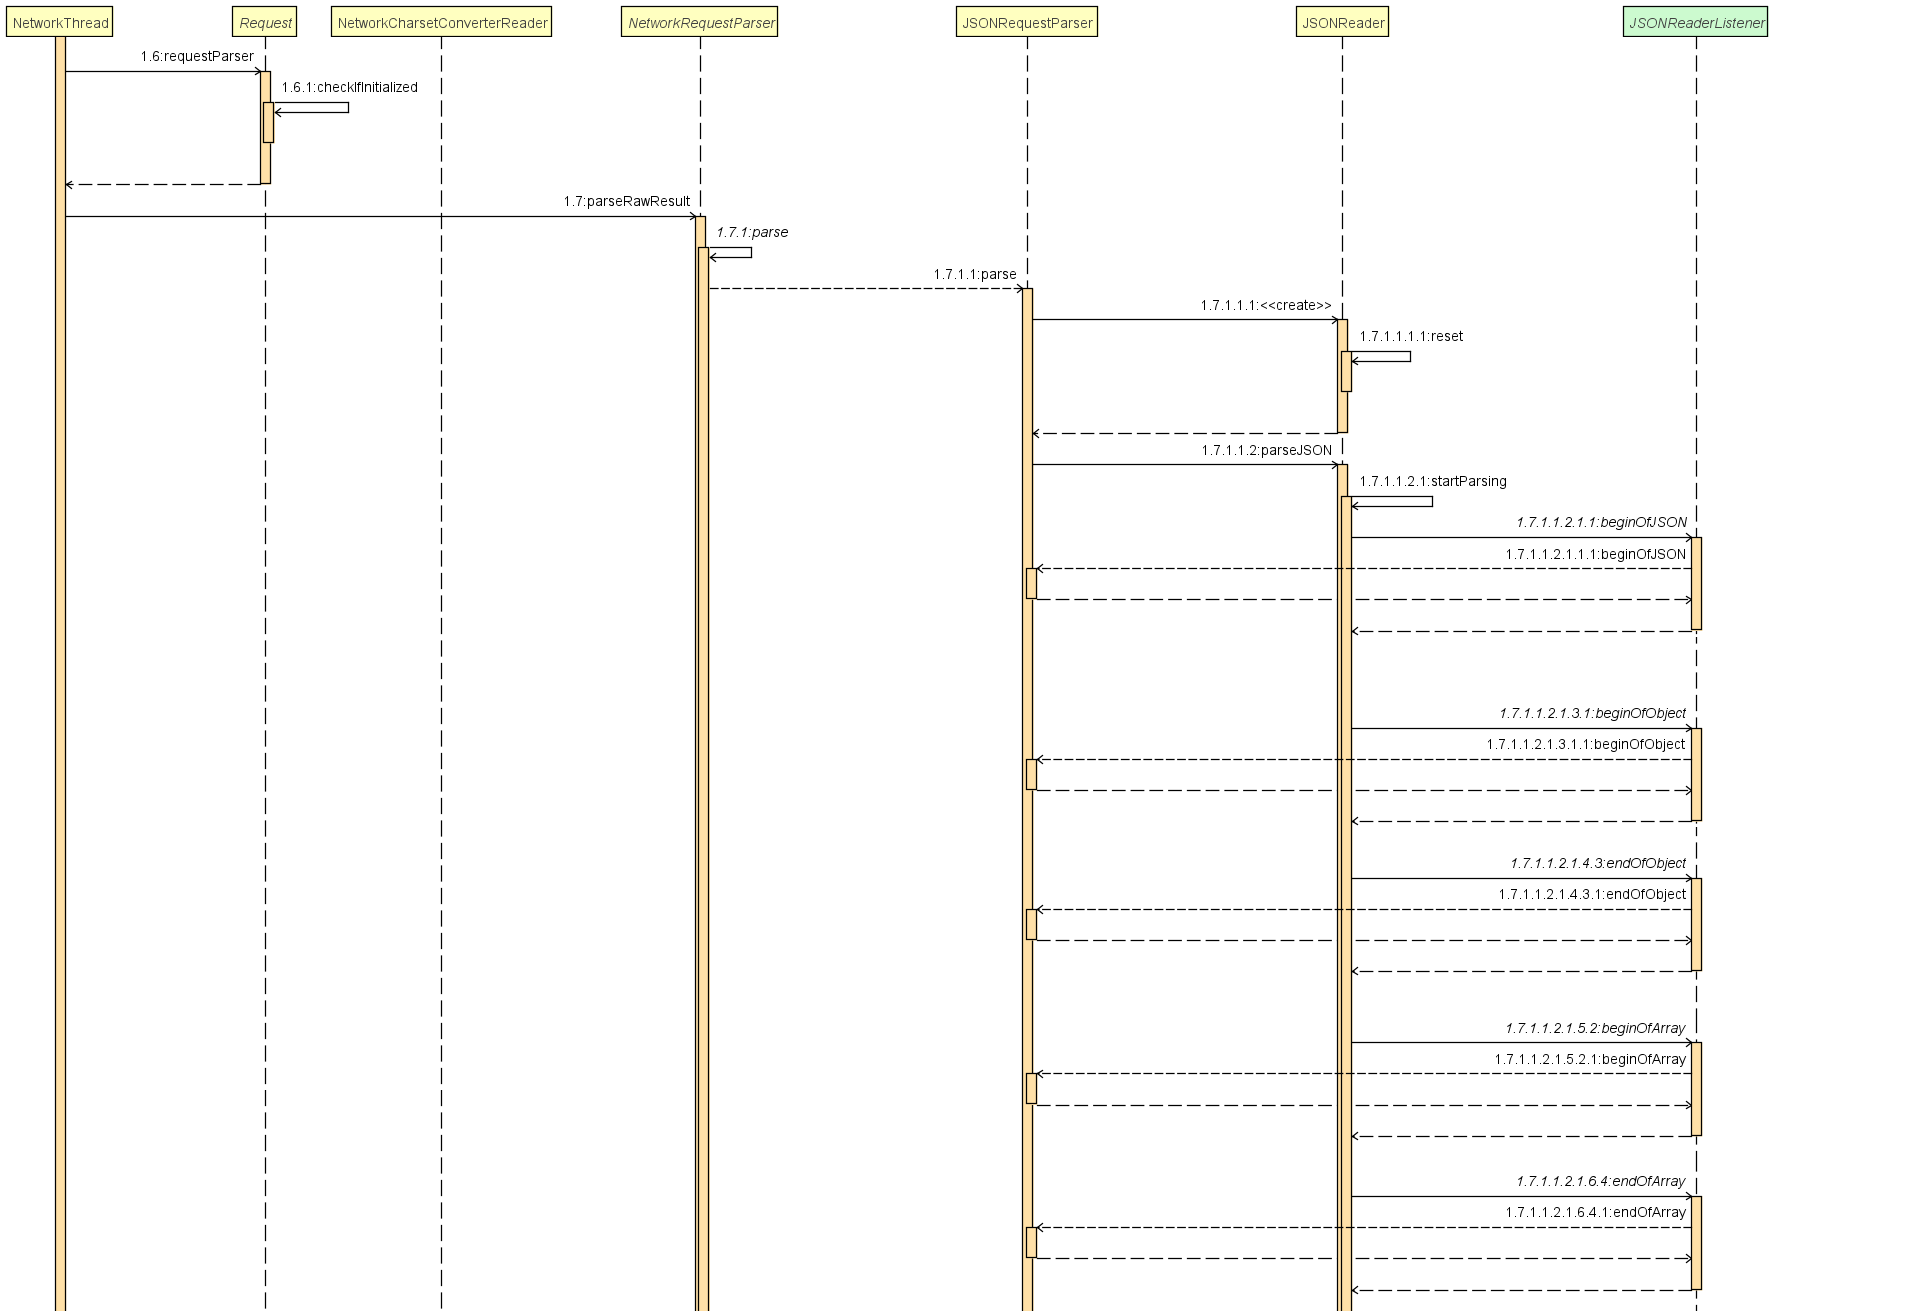 NetworkThread
Request
NetworkCharsetConverterReader
NetworkRequestParser
JSONRequestParser
JSONReader
JSONReaderListener
1.6:requestParser
1.6.1:checkIfInitialized
1.7:parseRawResult
1.7.1:parse
1.7.1.1:parse
1.7.1.1.1:<<create>>
1.7.1.1.1.1:reset
1.7.1.1.2:parseJSON
1.7.1.1.2.1:startParsing
1.7.1.1.2.1.1:beginOfJSON
1.7.1.1.2.1.1.1:beginOfJSON
1.7.1.1.2.1.3.1:beginOfObject
1.7.1.1.2.1.3.1.1:beginOfObject
1.7.1.1.2.1.4.3:endOfObject
1.7.1.1.2.1.4.3.1:endOfObject
1.7.1.1.2.1.5.2:beginOfArray
1.7.1.1.2.1.5.2.1:beginOfArray
1.7.1.1.2.1.6.4:endOfArray
1.7.1.1.2.1.6.4.1:endOfArray